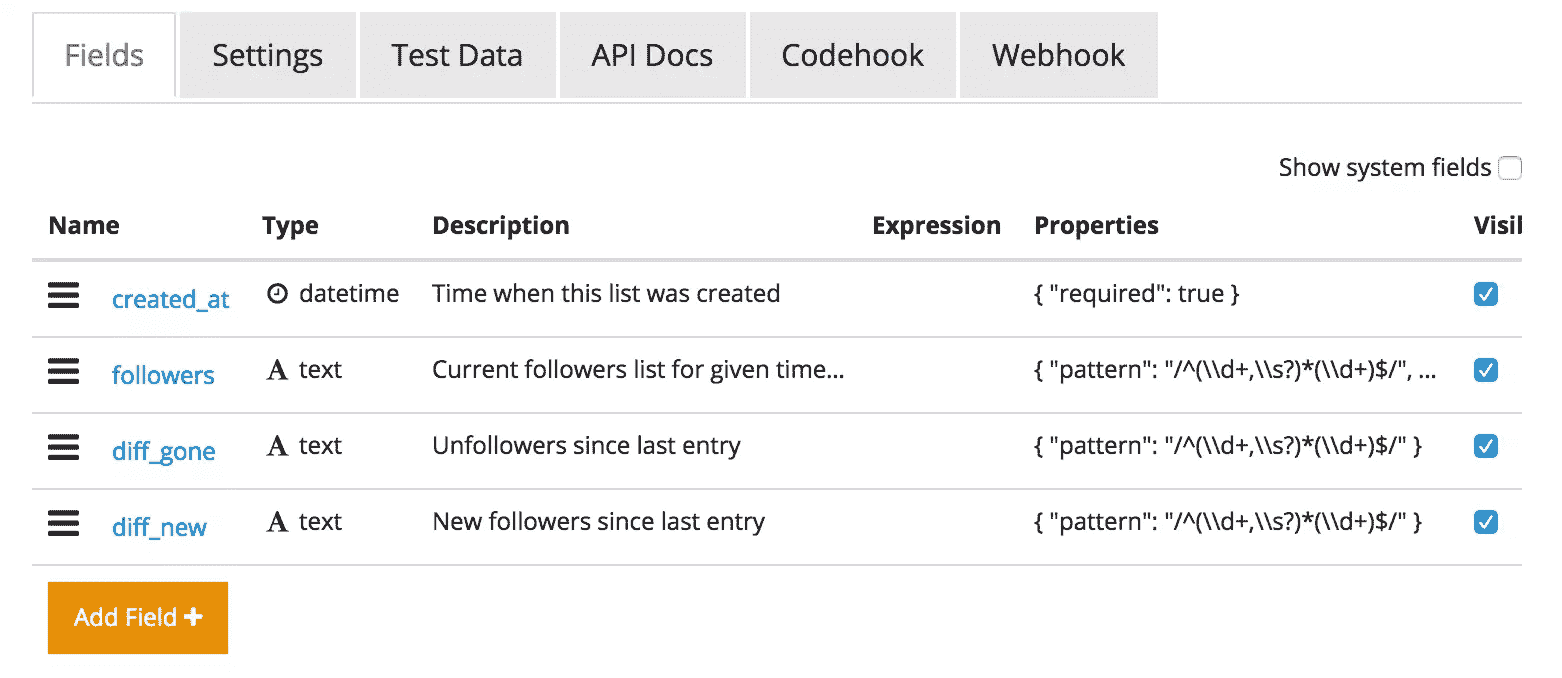 Fields Settings Test Data API Docs Codehook Webhook
Show system fields
Name Type Description Expression Properties Visil
created_at datetime Time when this list was created { "required": true }
followers A text Current followers list for given time... { "pattern": "/^(\\d+,\\s?)*(\\d+)$/", ...
diff_gone A text Unfollowers since last entry { "pattern": "/^(\\d+,\\s?)*(\\d+)$/" }
diff_new A text New followers since last entry { "pattern": "/^(\\d+,\\s?)*(\\d+)$/" }
Add Field +